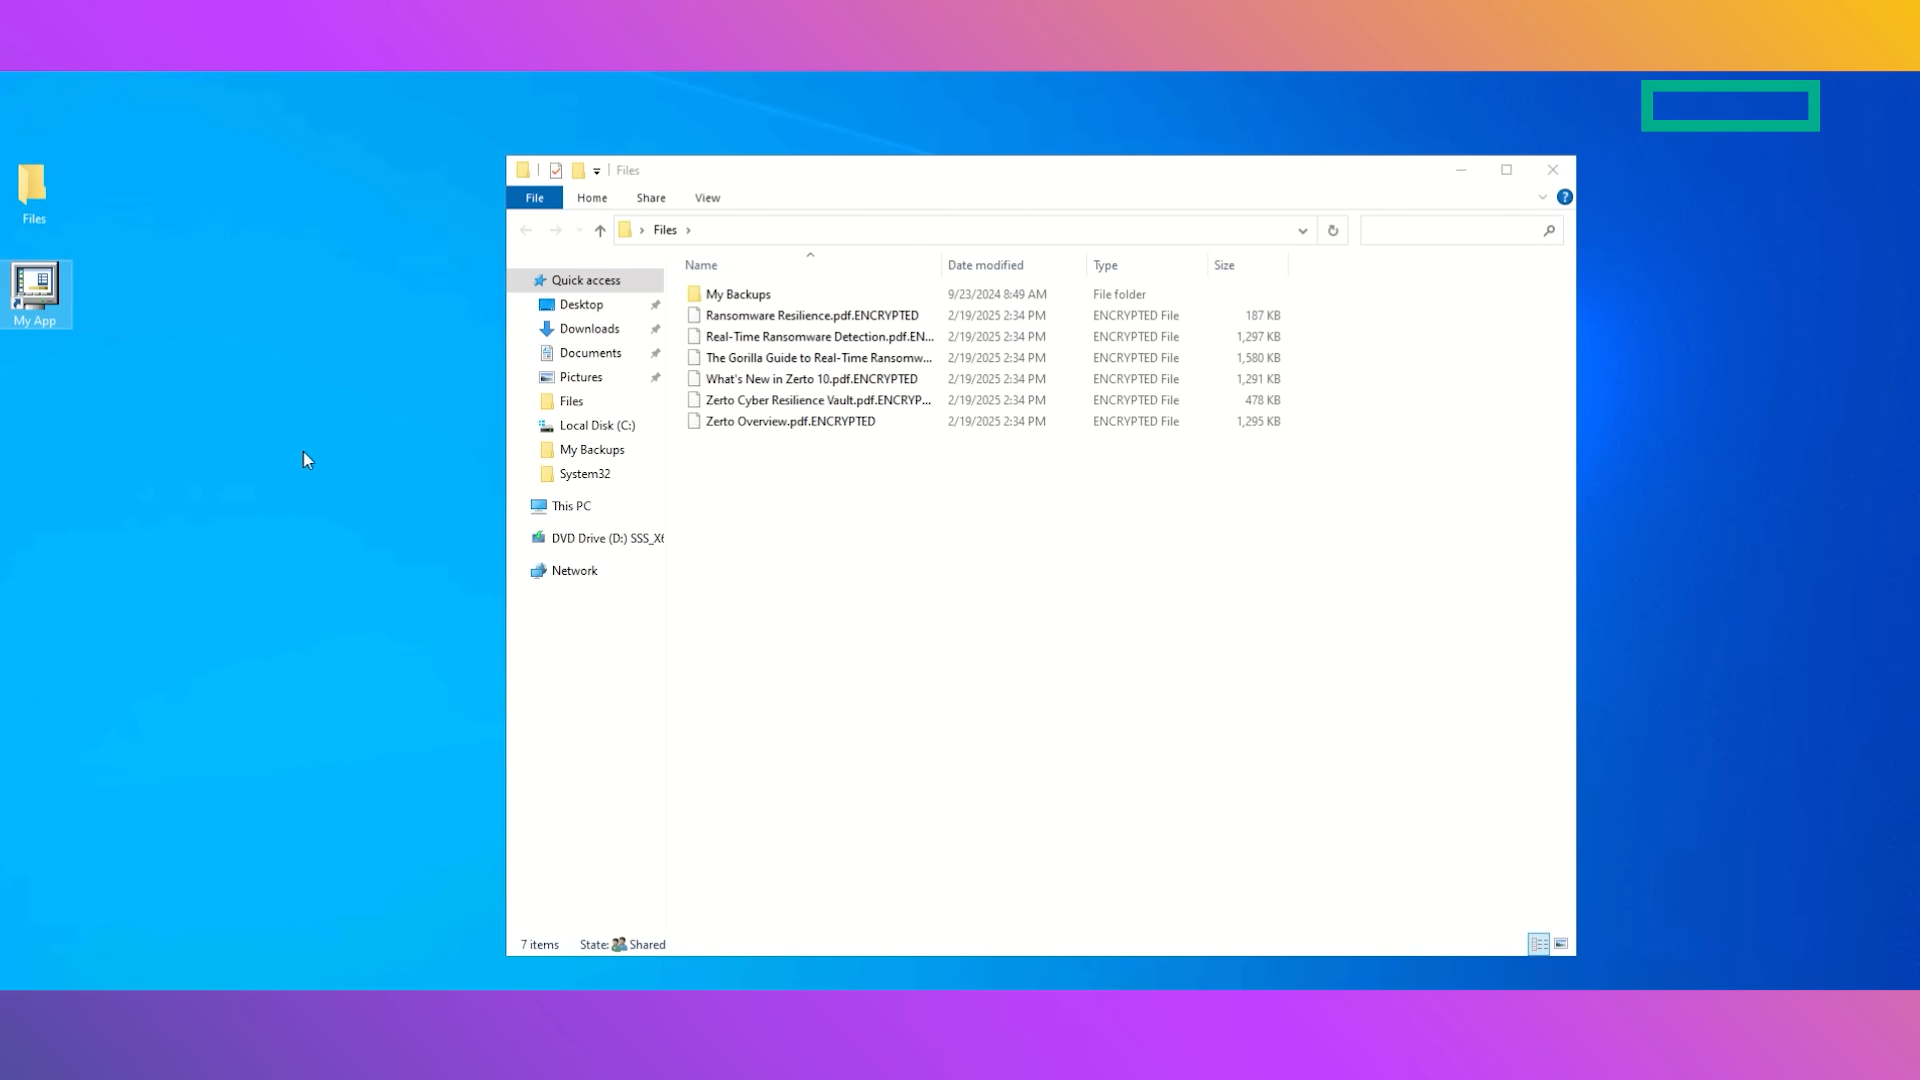 Files
My App
Files
File Home Share View
Files
Name Date modified Type Size
My Backups 9/23/2024 8:49 AM File folder
Ransomware Resilience.pdf.ENCRYPTED 2/19/2025 2:34 PM ENCRYPTED File 187 KB
Real-Time Ransomware Detection.pdf.EN... 2/19/2025 2:34 PM ENCRYPTED File 1,297 KB
The Gorilla Guide to Real-Time Ransomw... 2/19/2025 2:34 PM ENCRYPTED File 1,580 KB
What's New in Zerto 10.pdf.ENCRYPTED 2/19/2025 2:34 PM ENCRYPTED File 1,291 KB
Zerto Cyber Resilience Vault.pdf.ENCRYP... 2/19/2025 2:34 PM ENCRYPTED File 478 KB
Zerto Overview.pdf.ENCRYPTED 2/19/2025 2:34 PM ENCRYPTED File 1,295 KB
Quick access
Desktop
Downloads
Documents
Pictures
Files
Local Disk (C:)
My Backups
System32
This PC
DVD Drive (D:) SSS_X6
Network
7 items State: Shared